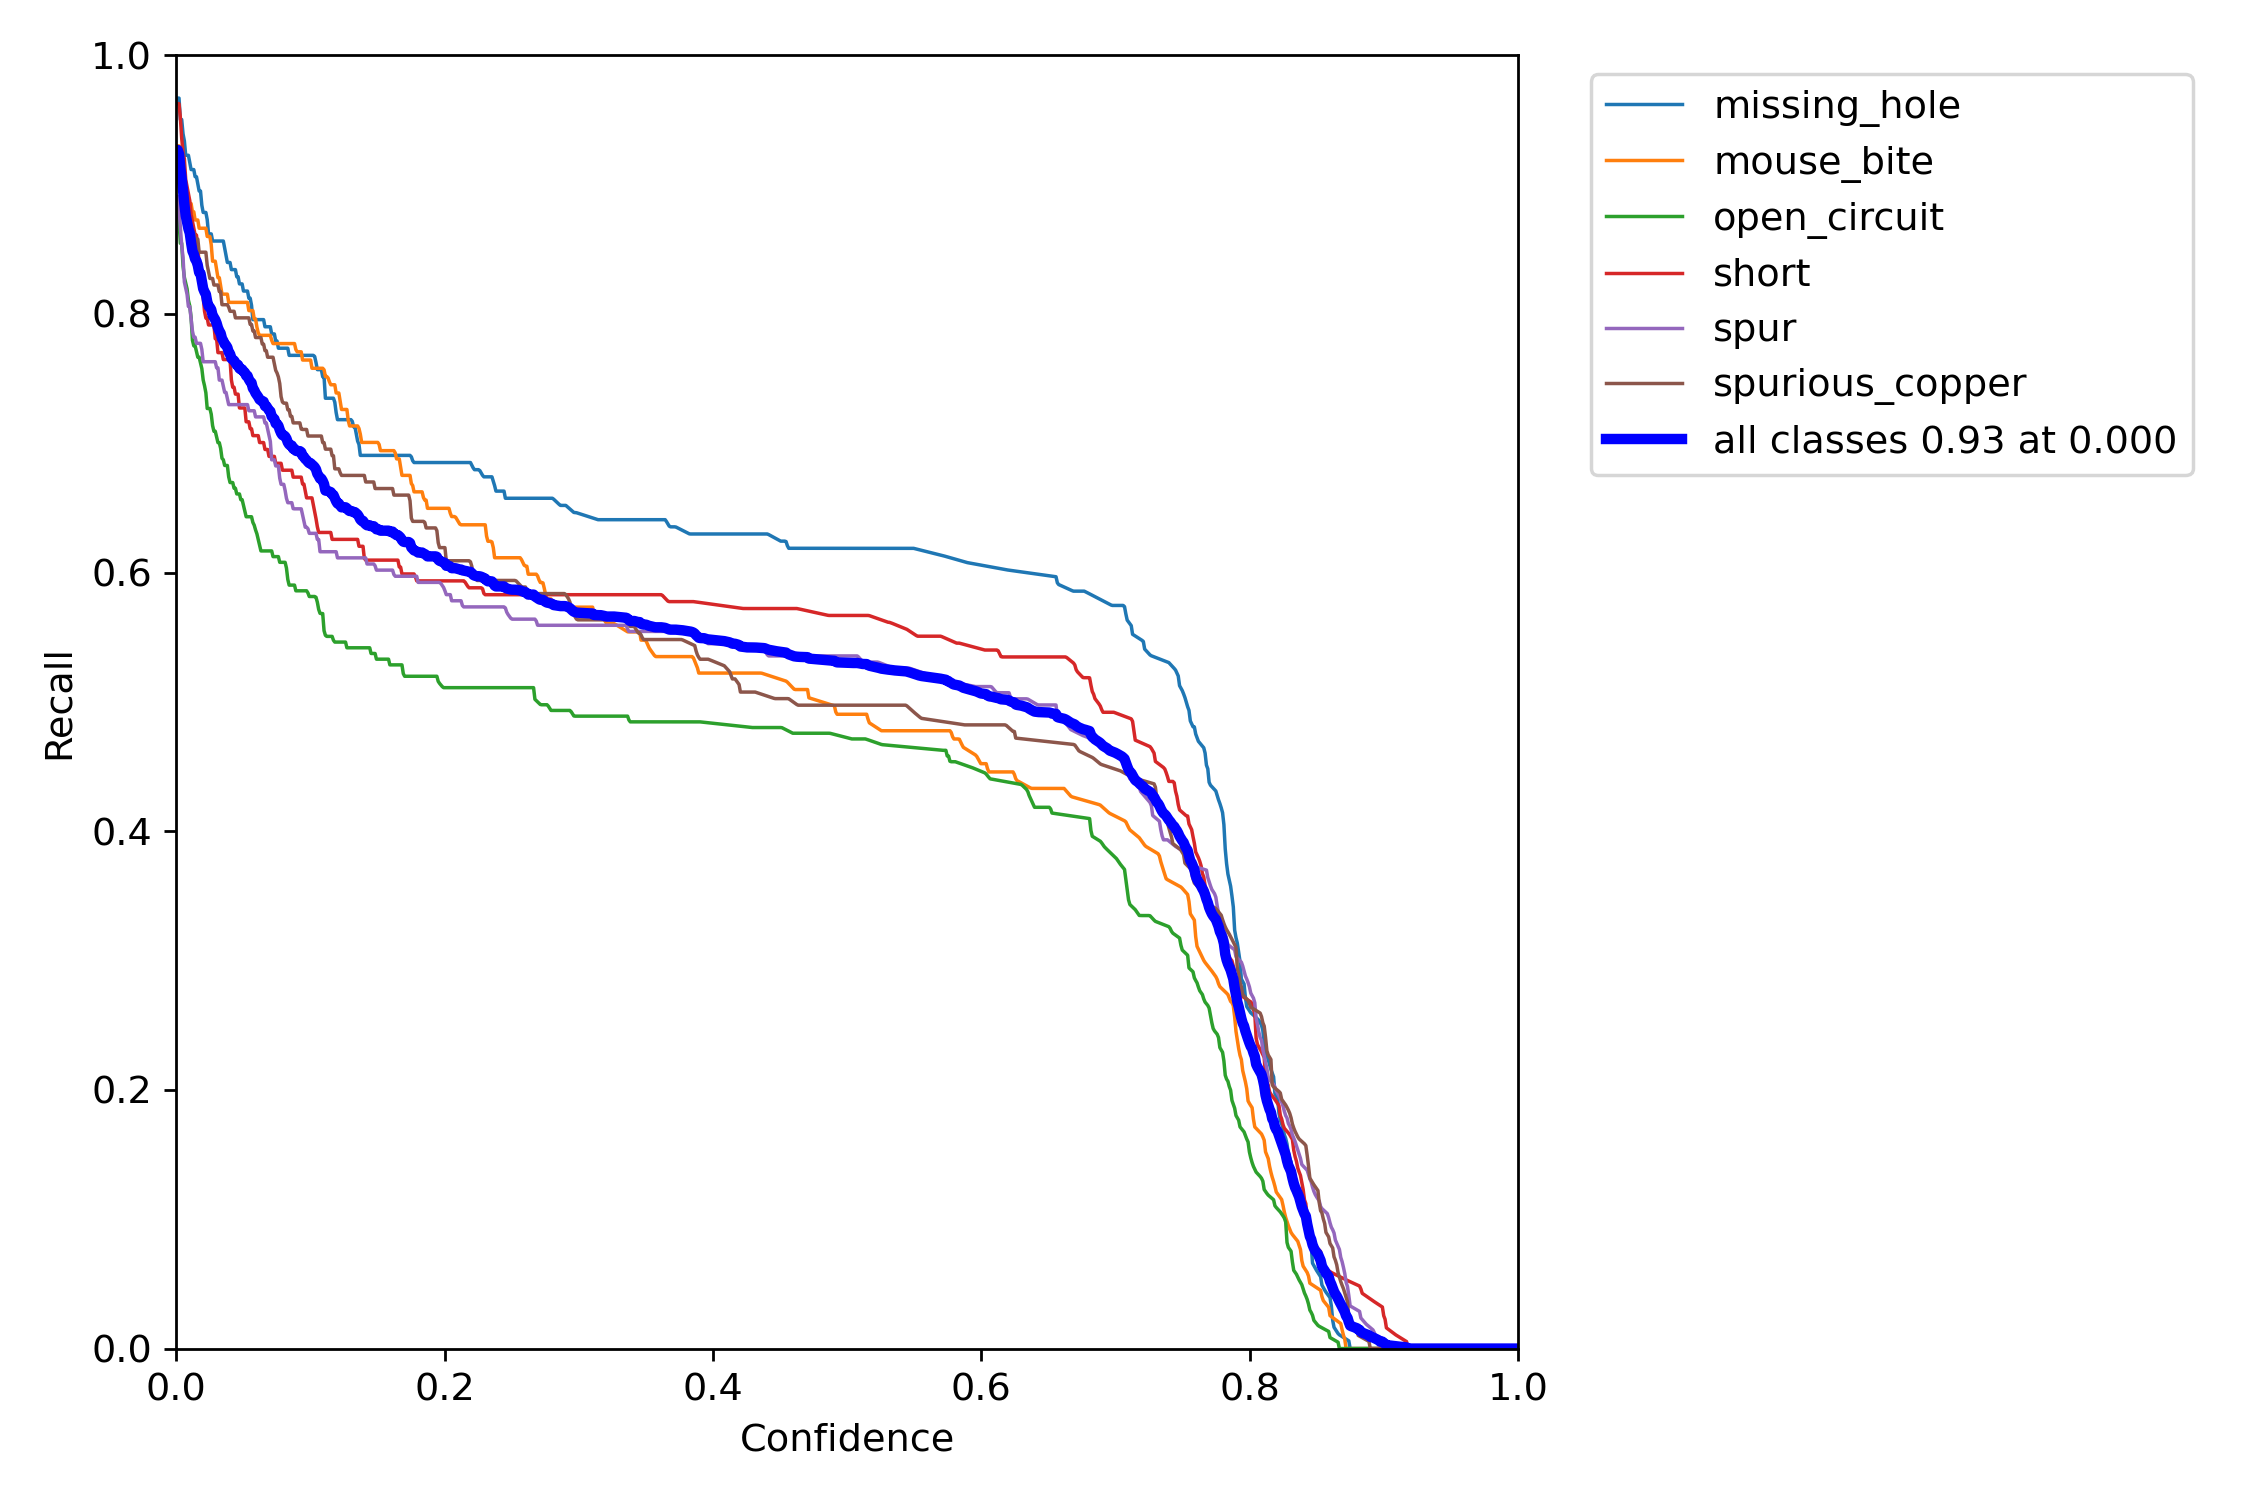 1.0
0.8
0.6
0.4
0.2
0.0
Recall
0.0 0.2 0.4 0.6 0.8 1.0
Confidence
missing_hole
mouse_bite
open_circuit
short
spur
spurious_copper
all classes 0.93 at 0.000